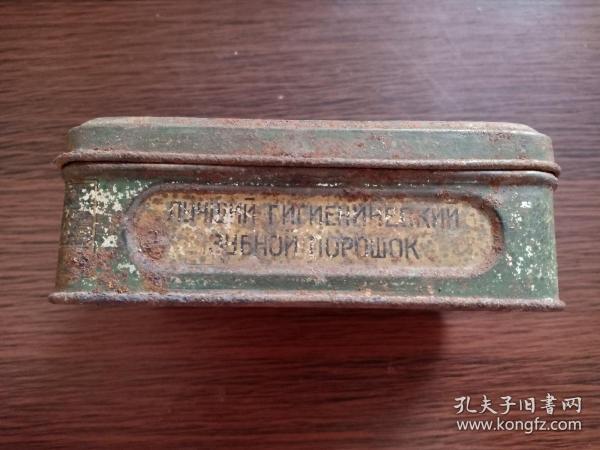 ЛУЧШИЙ ГИГИЕНИЧЕСКИЙ
ЗУБНОЙ ПОРОШОК
孔夫子旧书网
www.kongfz.com